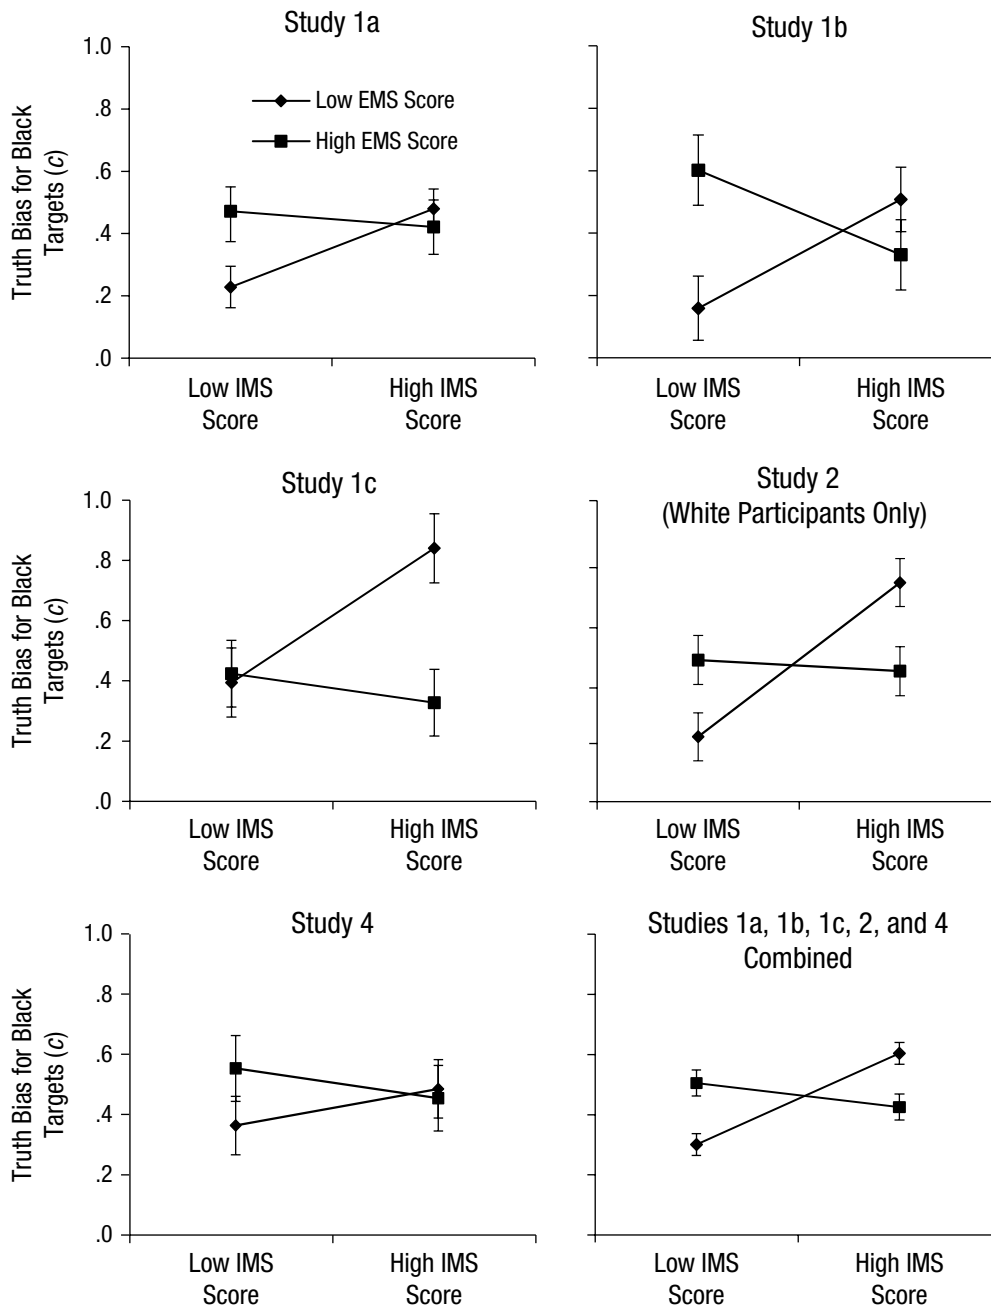 Study 1a
Truth Bias for Black
Targets (c)
1.0
.8
.6
.4
.2
.0
Low EMS Score
High EMS Score
Low IMS
Score
High IMS
Score
Study 1b
Low IMS
Score
High IMS
Score
Study 1c
Truth Bias for Black
Targets (c)
1.0
.8
.6
.4
.2
.0
Low IMS
Score
High IMS
Score
Study 2
(White Participants Only)
Low IMS
Score
High IMS
Score
Study 4
Truth Bias for Black
Targets (c)
1.0
.8
.6
.4
.2
.0
Low IMS
Score
High IMS
Score
Studies 1a, 1b, 1c, 2, and 4
Combined
Low IMS
Score
High IMS
Score